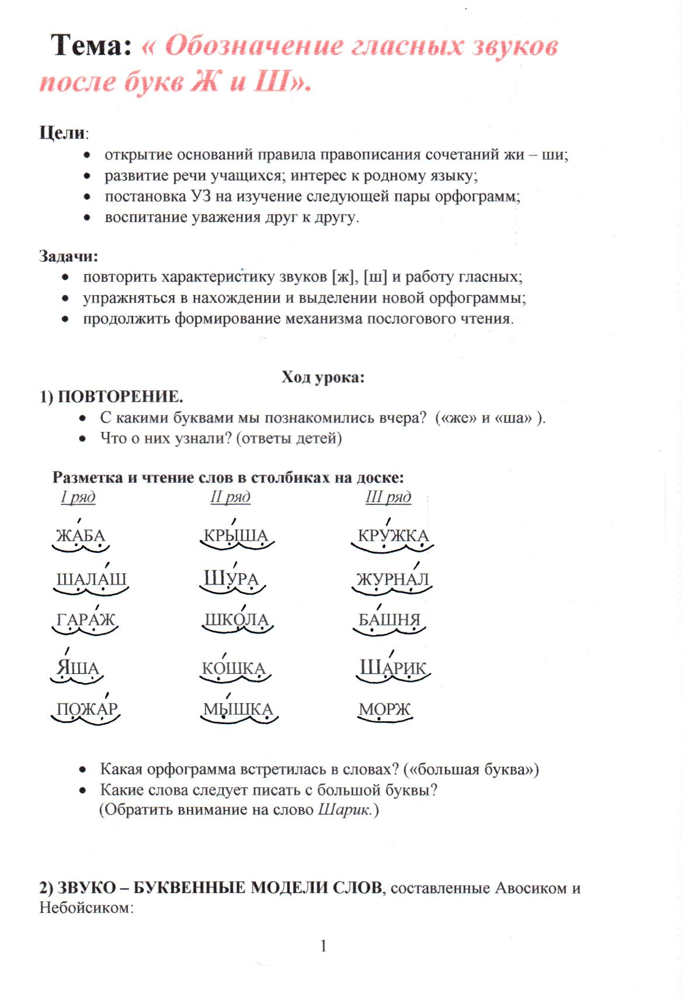 Тема: « Обозначение гласных звуков
после букв Ж и Ш».
Цели:
• открытие оснований правила правописания сочетаний жи – ши;
• развитие речи учащихся; интерес к родному языку;
• постановка УЗ на изучение следующей пары орфограмм;
• воспитание уважения друг к другу.
Задачи:
• повторить характеристику звуков [ж], [ш] и работу гласных;
• упражняться в нахождении и выделении новой орфограммы;
• продолжить формирование механизма послогового чтения.
Ход урока:
1) ПОВТОРЕНИЕ.
• С какими буквами мы познакомились вчера? («же» и «ша» ).
• Что о них узнали? (ответы детей)
Разметка и чтение слов в столбиках на доске:
I ряд II ряд III ряд
ЖАБА КРЫША КРУЖКА
ШАЛАШ ШУРА ЖУРНАЛ
ГАРАЖ ШКОЛА БАШНЯ
ЯША КОШКА ШАРИК
ПОЖАР МЫШКА МОРЖ
• Какая орфограмма встретилась в словах? («большая буква»)
• Какие слова следует писать с большой буквы?
(Обратить внимание на слово Шарик.)
2) ЗВУКО – БУКВЕННЫЕ МОДЕЛИ СЛОВ, составленные Авосиком и
Небойсиком:
1